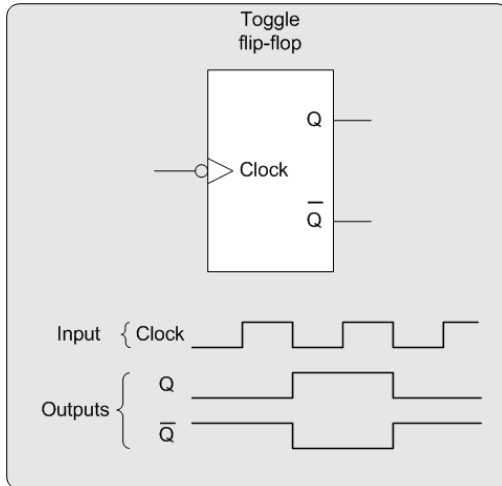 Toggle
flip-flop
Q
Clock
Q̅
Input { Clock
Q
Outputs {
Q̅